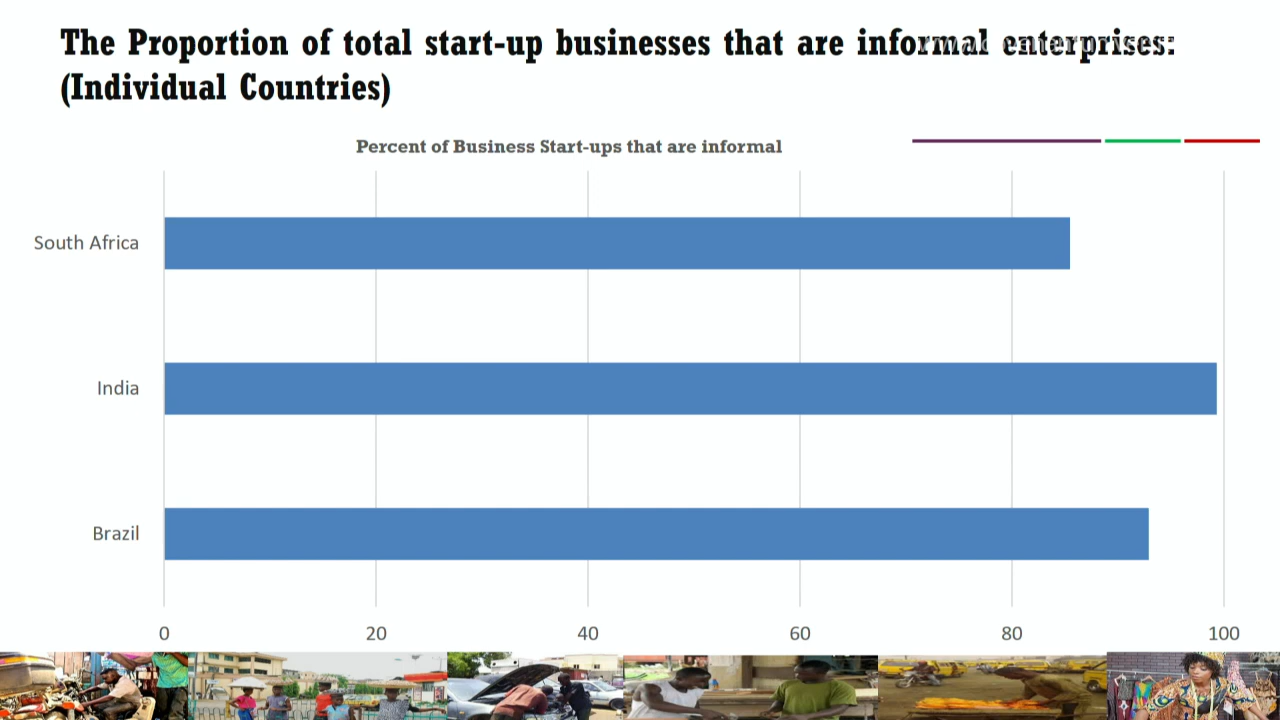 The Proportion of total start-up businesses that are informal enterprises:
(Individual Countries)
Percent of Business Start-ups that are informal
South Africa
India
Brazil
0 20 40 60 80 100